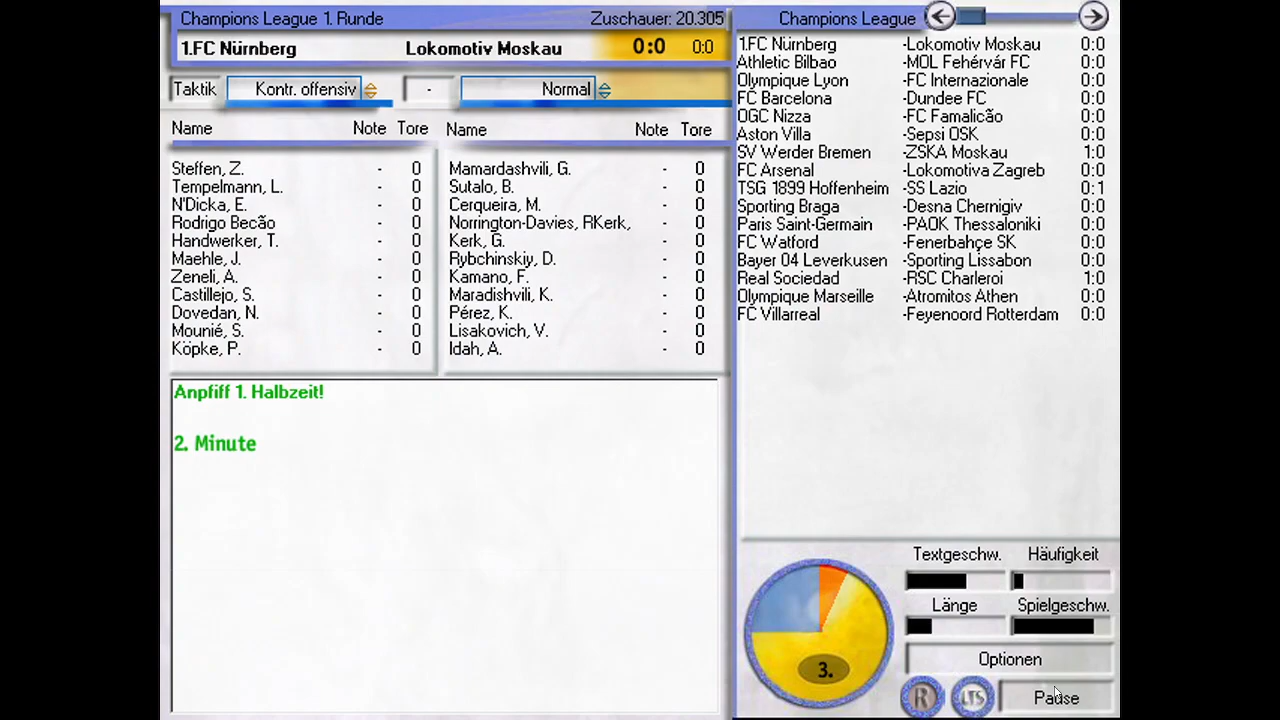 Champions League 1. Runde Zuschauer: 20.305
1.FC Nürnberg Lokomotiv Moskau 0:0 0:0
Taktik Kontr. offensiv - Normal
Name Note Tore Name Note Tore
Steffen, Z. - 0 Mamardashvili, G. - 0
Tempelmann, L. - 0 Sutalo, B. - 0
N'Dicka, E. - 0 Cerqueira, M. - 0
Rodrigo Becão - 0 Norrington-Davies, RKerk, - 0
Handwerker, T. - 0 Kerk, G. - 0
Maehle, J. - 0 Rybchinskiy, D. - 0
Zeneli, A. - 0 Kamano, F. - 0
Castillejo, S. - 0 Maradishvili, K. - 0
Dovedan, N. - 0 Pérez, K. - 0
Mounié, S. - 0 Lisakovich, V. - 0
Köpke, P. - 0 Idah, A. - 0
Anpfiff 1. Halbzeit!
2. Minute
Champions League
1.FC Nürnberg -Lokomotiv Moskau 0:0
Athletic Bilbao -MOL Fehérvár FC 0:0
Olympique Lyon -FC Internazionale 0:0
FC Barcelona -Dundee FC 0:0
OGC Nizza -FC Famalicão 0:0
Aston Villa -Sepsi OSK 0:0
SV Werder Bremen -ZSKA Moskau 1:0
FC Arsenal -Lokomotiva Zagreb 0:0
TSG 1899 Hoffenheim -SS Lazio 0:1
Sporting Braga -Desna Chernigiv 0:0
Paris Saint-Germain -PAOK Thessaloniki 0:0
FC Watford -Fenerbahçe SK 0:0
Bayer 04 Leverkusen -Sporting Lissabon 0:0
Real Sociedad -RSC Charleroi 1:0
Olympique Marseille -Atromitos Athen 0:0
FC Villarreal -Feyenoord Rotterdam 0:0
Textgeschw. Häufigkeit
Länge Spielgeschw.
3.
Optionen
R LTS Pause